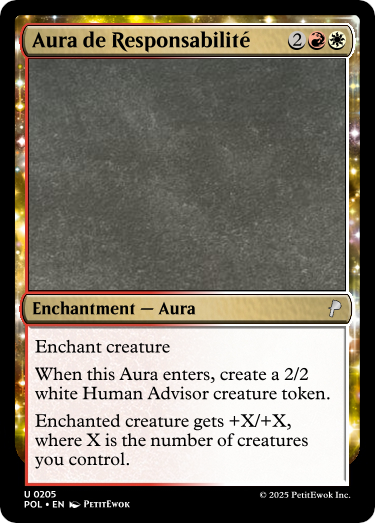 Aura de Responsabilité 2
Enchantment — Aura
Enchant creature
When this Aura enters, create a 2/2
white Human Advisor creature token.
Enchanted creature gets +X/+X,
where X is the number of creatures
you control.
U 0205
POL • EN PetitEwok
© 2025 PetitEwok Inc.